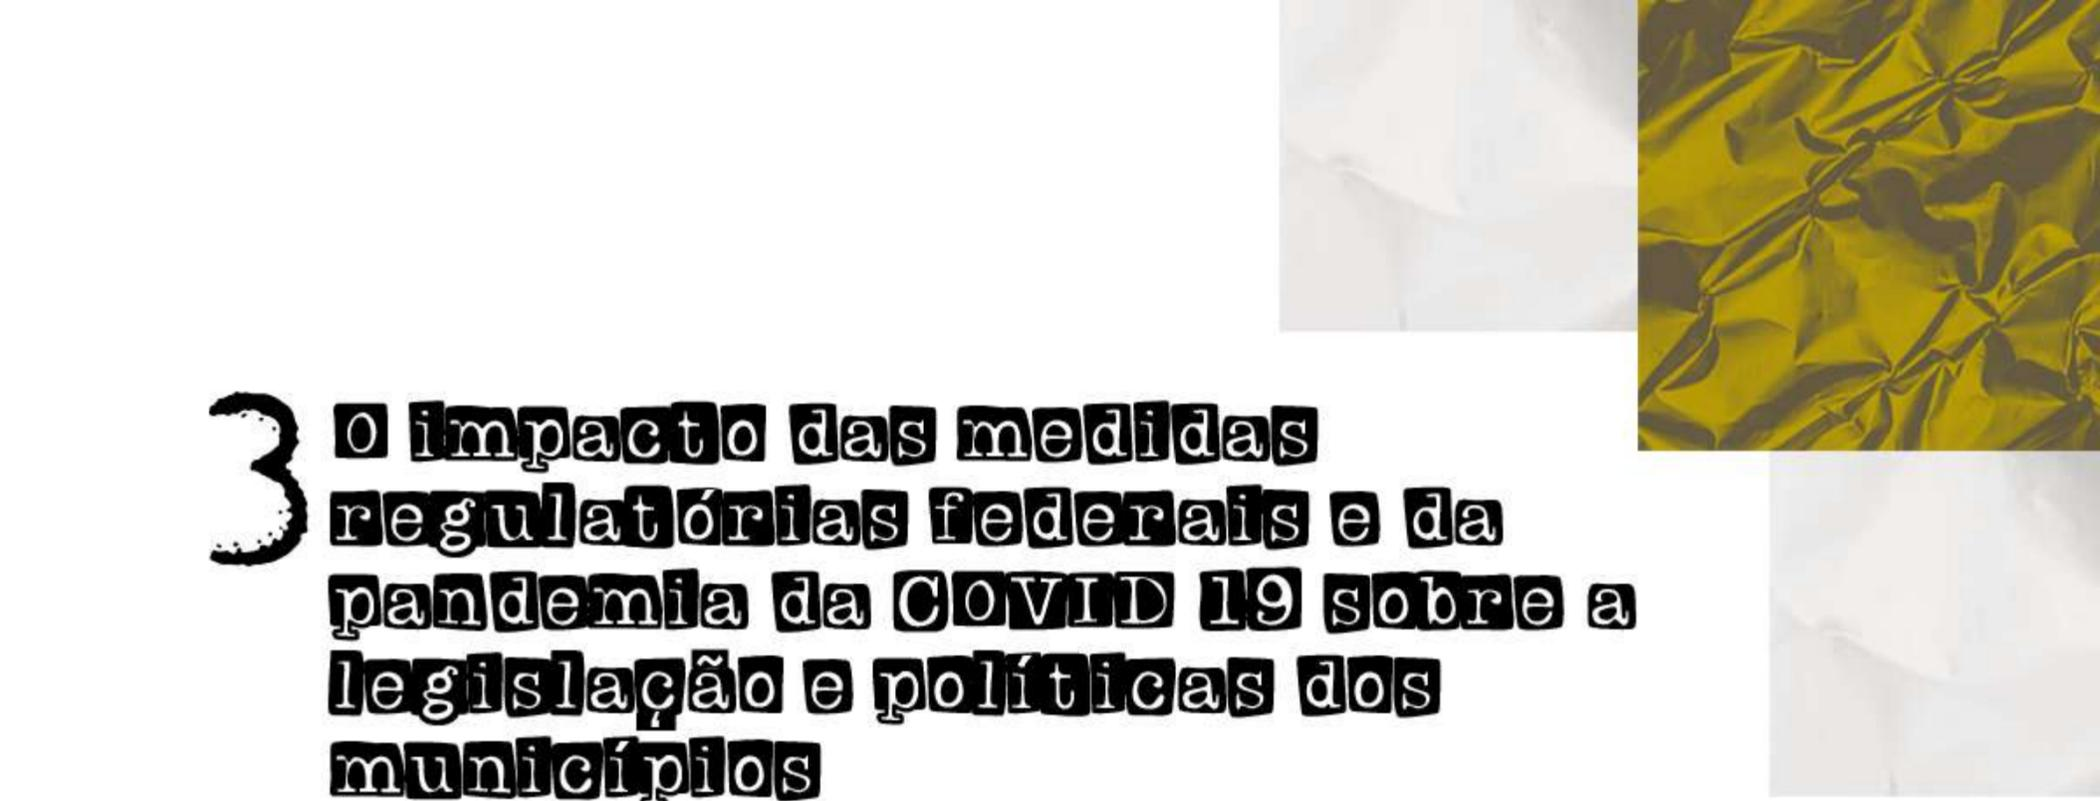 3 O impacto das medidas
regulatórias federais e da
pandemia da COVID 19 sobre a
legislação e políticas dos
municípios